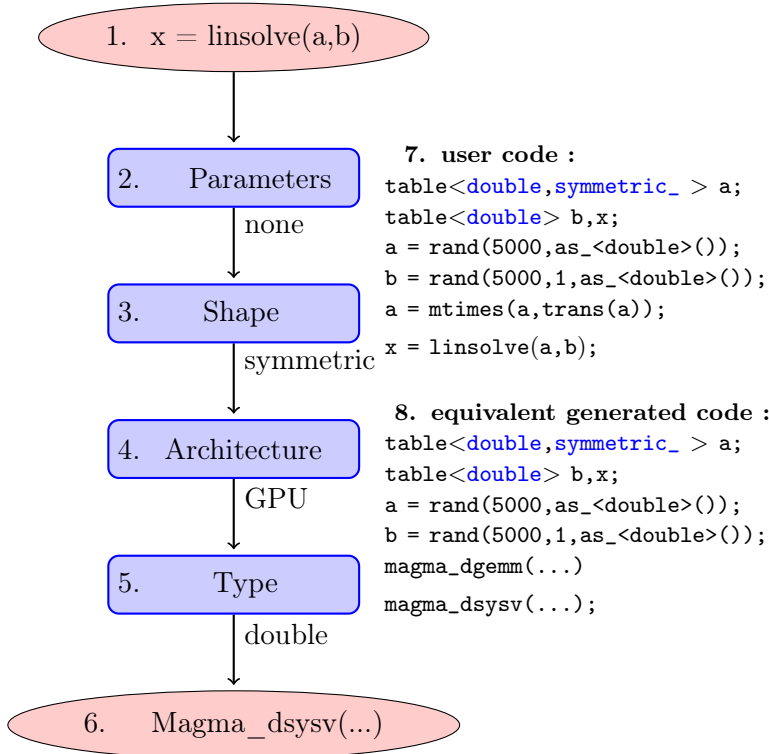 1. x = linsolve(a,b)
2. Parameters
none
3. Shape
symmetric
4. Architecture
GPU
5. Type
double
6. Magma_dsysv(...)
7. user code :
table<double,symmetric_ > a;
table<double> b,x;
a = rand(5000,as_<double>());
b = rand(5000,1,as_<double>());
a = mtimes(a,trans(a));
x = linsolve(a,b);
8. equivalent generated code :
table<double,symmetric_ > a;
table<double> b,x;
a = rand(5000,as_<double>());
b = rand(5000,1,as_<double>());
magma_dgemm(...)
magma_dsysv(...);